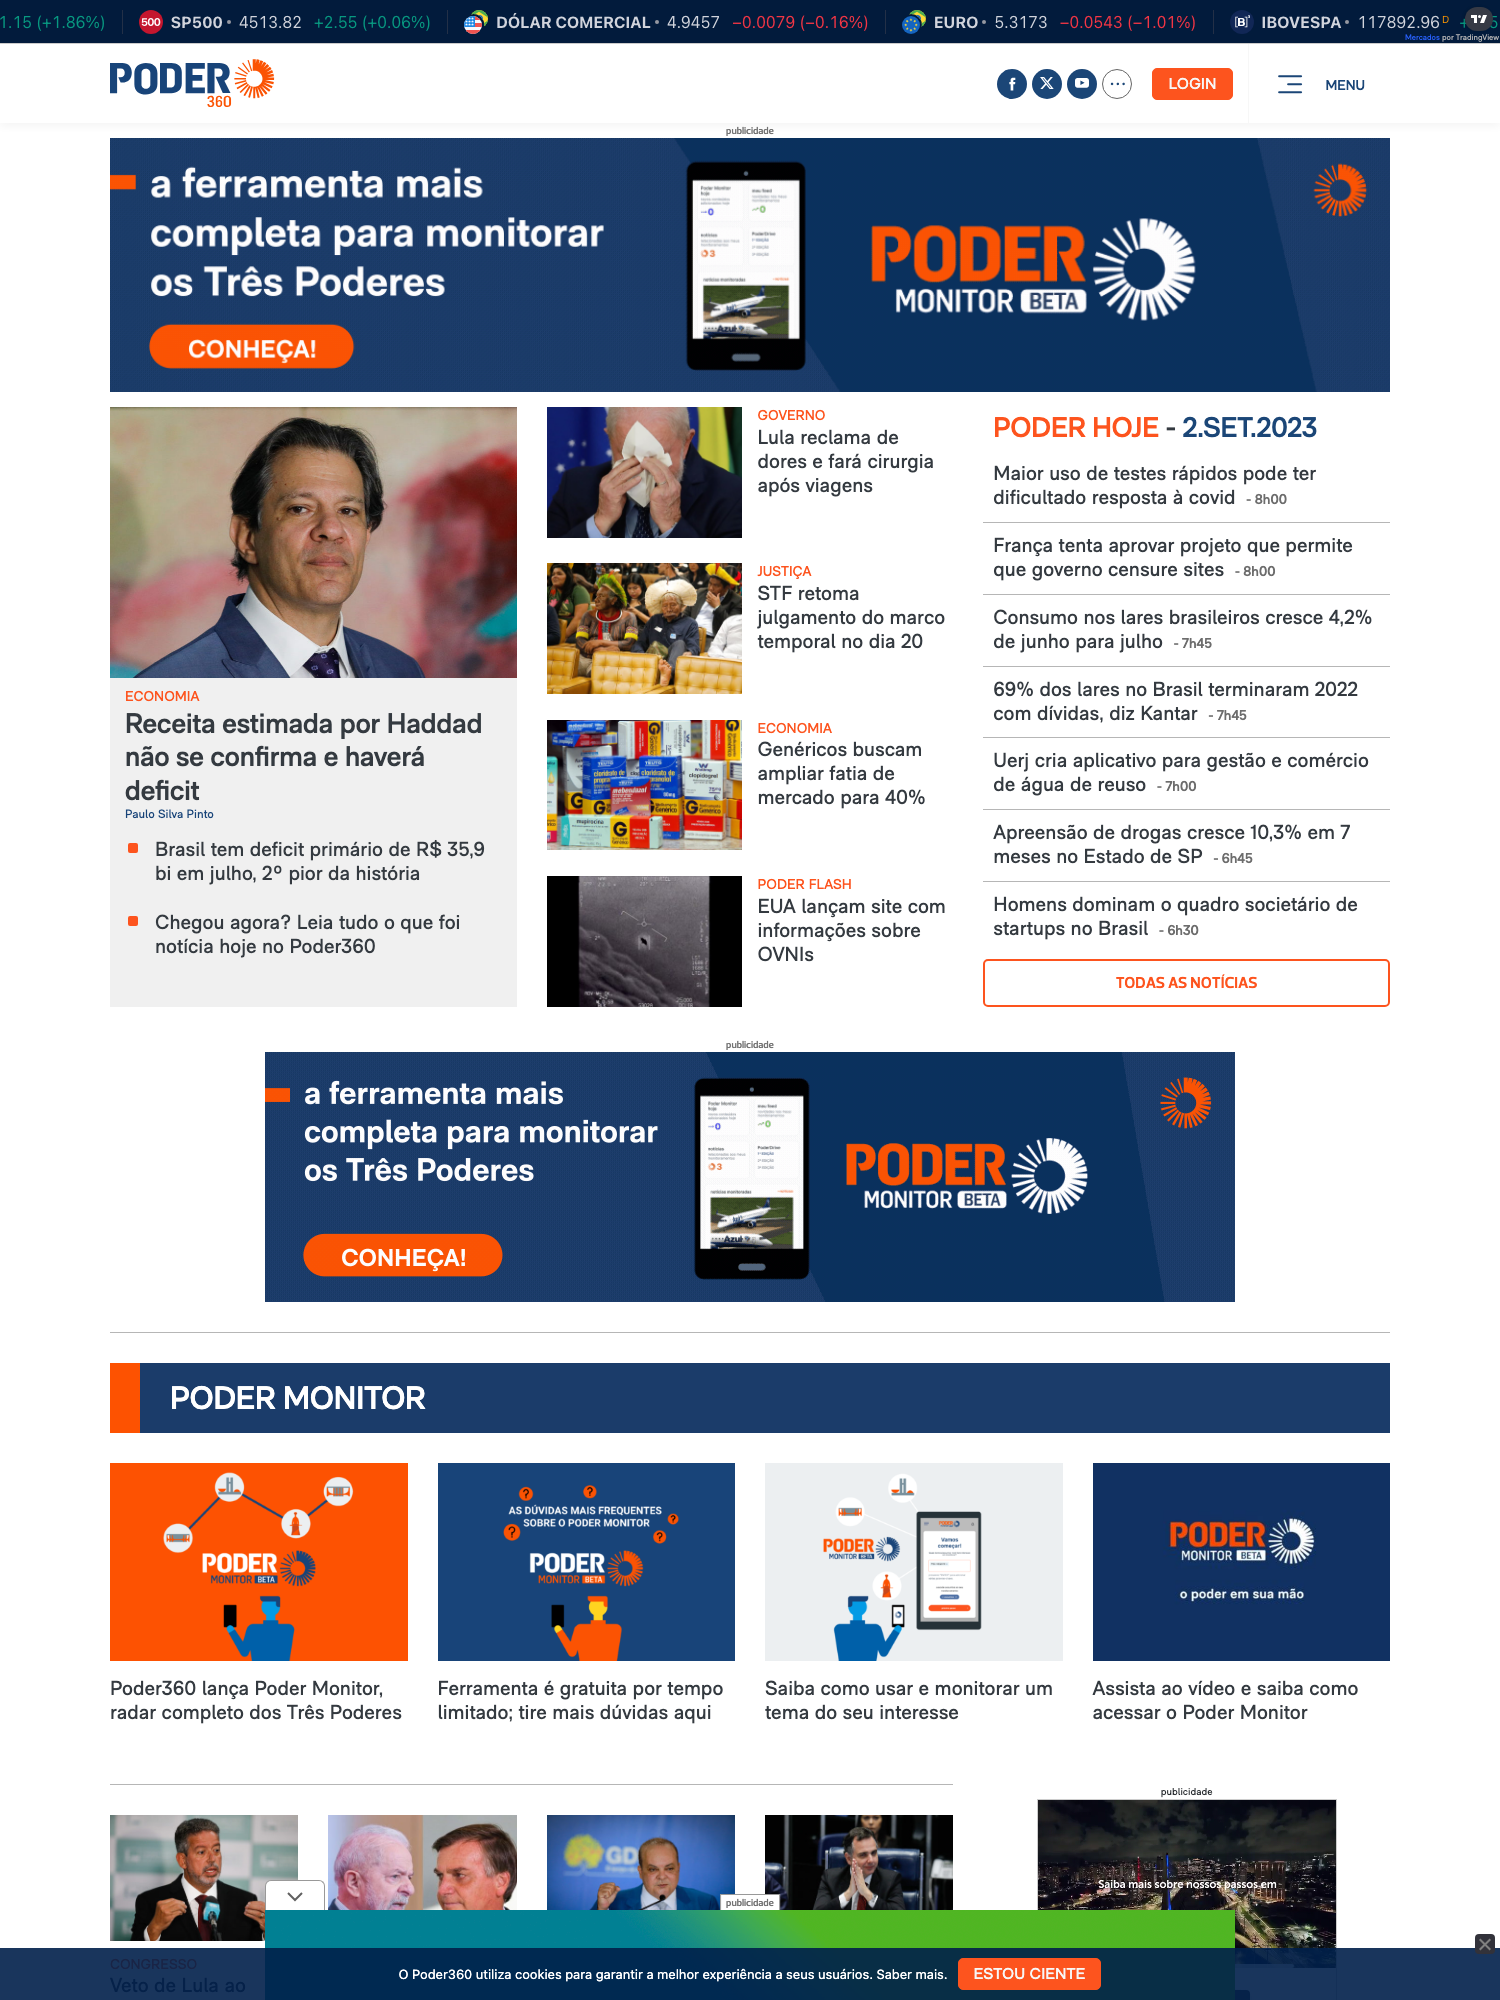 1.15 (+1.86%)
500 SP500 • 4513.82 +2.55 (+0.06%)
DÓLAR COMERCIAL • 4.9457 −0.0079 (−0.16%)
EURO • 5.3173 −0.0543 (−1.01%)
IBOVESPA • 117892.96 D
Mercados por TradingView
PODER
360
LOGIN
MENU
publicidade
a ferramenta mais
completa para monitorar
os Três Poderes
CONHEÇA!
PODER
MONITOR BETA
ECONOMIA
Receita estimada por Haddad
não se confirma e haverá
deficit
Paulo Silva Pinto
Brasil tem deficit primário de R$ 35,9
bi em julho, 2º pior da história
Chegou agora? Leia tudo o que foi
notícia hoje no Poder360
GOVERNO
Lula reclama de
dores e fará cirurgia
após viagens
JUSTIÇA
STF retoma
julgamento do marco
temporal no dia 20
ECONOMIA
Genéricos buscam
ampliar fatia de
mercado para 40%
PODER FLASH
EUA lançam site com
informações sobre
OVNIs
PODER HOJE - 2.SET.2023
Maior uso de testes rápidos pode ter
dificultado resposta à covid - 8h00
França tenta aprovar projeto que permite
que governo censure sites - 8h00
Consumo nos lares brasileiros cresce 4,2%
de junho para julho - 7h45
69% dos lares no Brasil terminaram 2022
com dívidas, diz Kantar - 7h45
Uerj cria aplicativo para gestão e comércio
de água de reuso - 7h00
Apreensão de drogas cresce 10,3% em 7
meses no Estado de SP - 6h45
Homens dominam o quadro societário de
startups no Brasil - 6h30
TODAS AS NOTÍCIAS
publicidade
a ferramenta mais
completa para monitorar
os Três Poderes
CONHEÇA!
PODER
MONITOR BETA
PODER MONITOR
PODER
MONITOR BETA
Poder360 lança Poder Monitor,
radar completo dos Três Poderes
AS DÚVIDAS MAIS FREQUENTES
SOBRE O PODER MONITOR
PODER
MONITOR BETA
Ferramenta é gratuita por tempo
limitado; tire mais dúvidas aqui
PODER
MONITOR BETA
Vamos
começar!
Saiba como usar e monitorar um
tema do seu interesse
PODER
MONITOR BETA
o poder em sua mão
Assista ao vídeo e saiba como
acessar o Poder Monitor
publicidade
Saiba mais sobre nossos passos em
GD
publicidade
CONGRESSO
Veto de Lula ao
O Poder360 utiliza cookies para garantir a melhor experiência a seus usuários. Saber mais.
ESTOU CIENTE